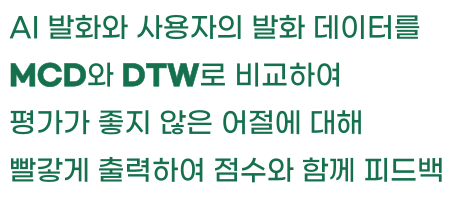 AI 발화와 사용자의 발화 데이터를
MCD와 DTW로 비교하여
평가가 좋지 않은 어절에 대해
빨갛게 출력하여 점수와 함께 피드백